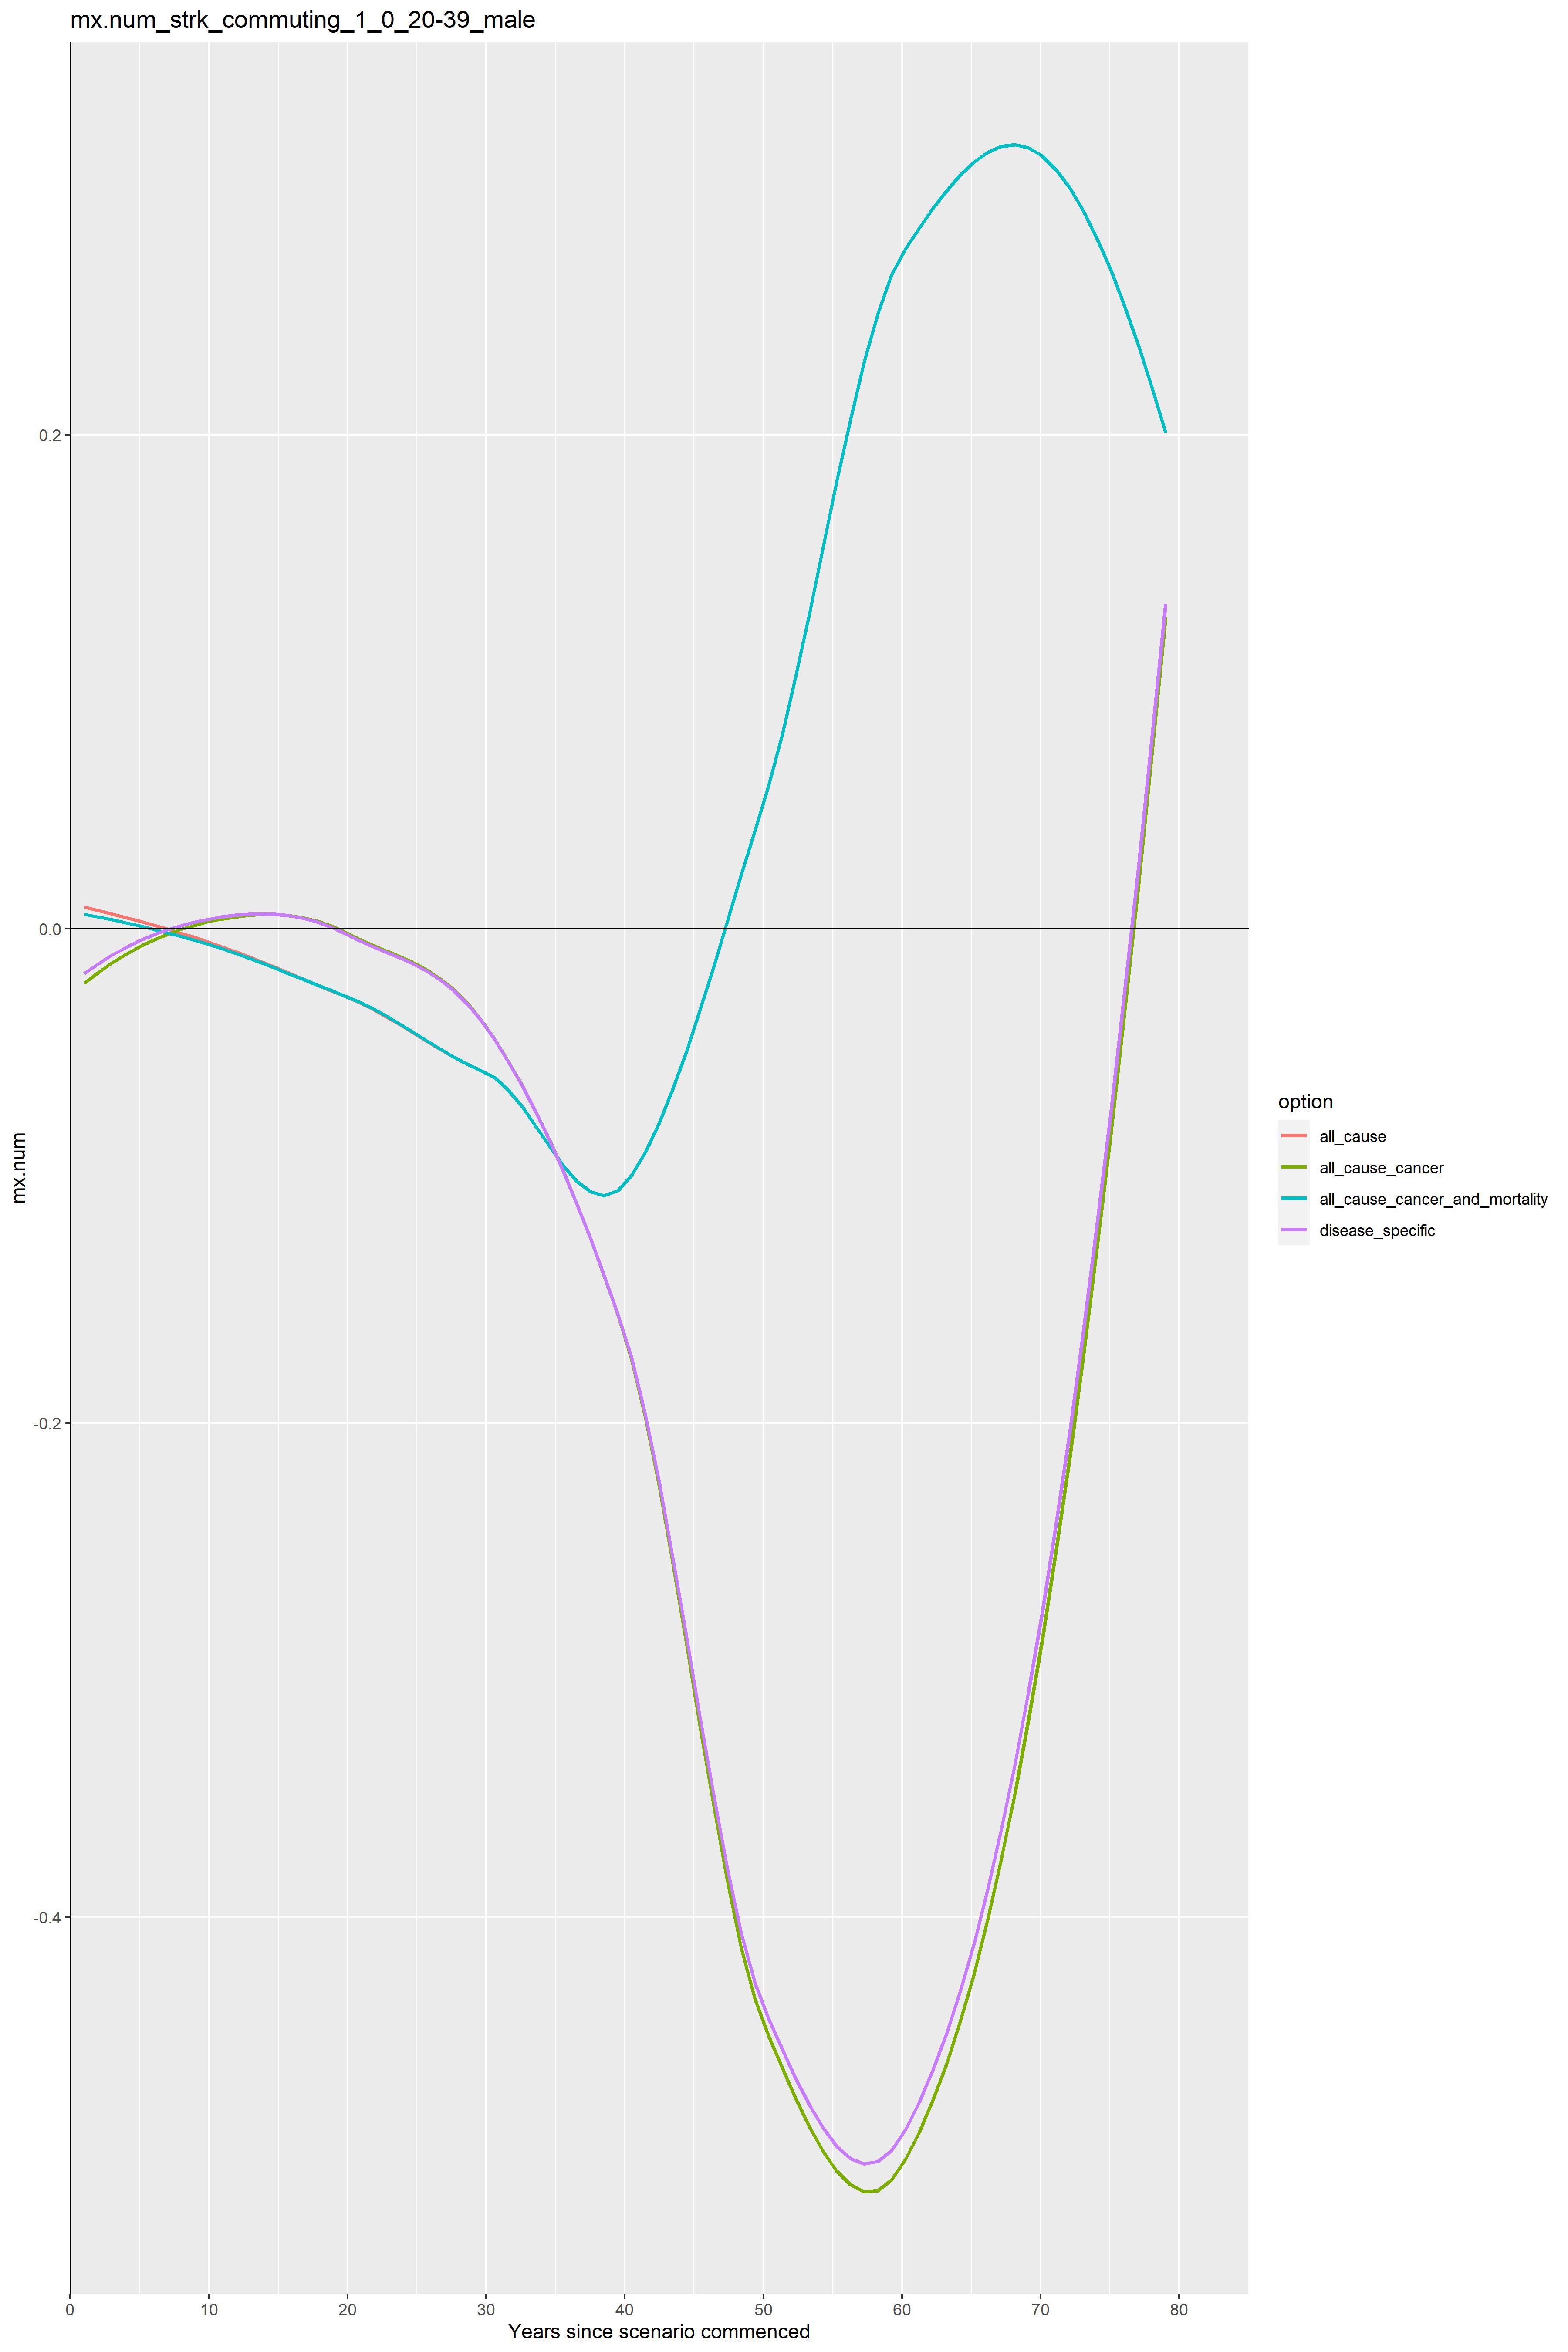 mx.num_strk_commuting_1_0_20-39_male
mx.num
0.2
0.0
-0.2
-0.4
0 10 20 30 40 50 60 70 80
Years since scenario commenced
option
all_cause
all_cause_cancer
all_cause_cancer_and_mortality
disease_specific